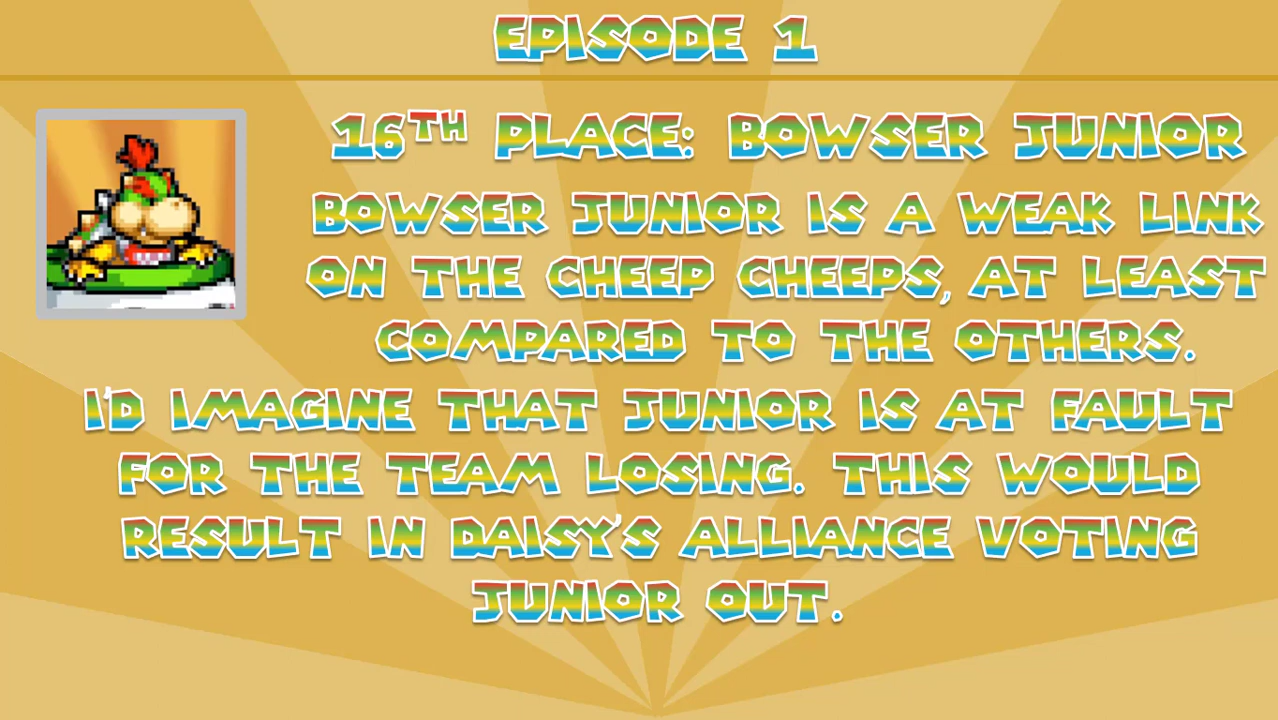 EPISODE 1
16TH PLACE: BOWSER JUNIOR
BOWSER JUNIOR IS A WEAK LINK
ON THE CHEEP CHEEPS, AT LEAST
COMPARED TO THE OTHERS.
I'D IMAGINE THAT JUNIOR IS AT FAULT
FOR THE TEAM LOSING. THIS WOULD
RESULT IN DAISY'S ALLIANCE VOTING
JUNIOR OUT.